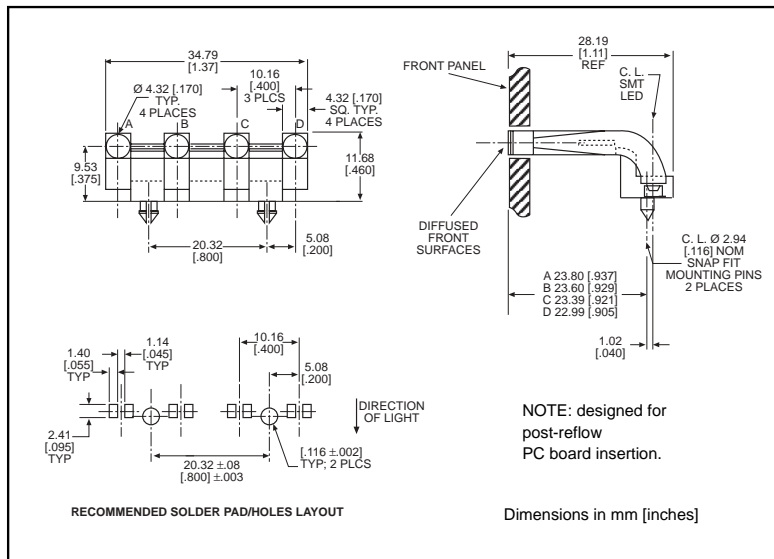 34.79
[1.37]
Ø 4.32 [.170]
TYP.
4 PLACES
10.16
[.400]
3 PLCS
4.32 [.170]
SQ. TYP.
4 PLACES
A
B
C
D
9.53
[.375]
11.68
[.460]
20.32
[.800]
5.08
[.200]
28.19
[1.11]
REF
FRONT PANEL
C. L.
SMT
LED
DIFFUSED
FRONT
SURFACES
C. L. Ø 2.94
[.116] NOM
SNAP FIT
MOUNTING PINS
2 PLACES
A 23.80 [.937]
B 23.60 [.929]
C 23.39 [.921]
D 22.99 [.905]
1.02
[.040]
1.40
[.055]
TYP
1.14
[.045]
TYP
10.16
[.400]
5.08
[.200]
2.41
[.095]
TYP
DIRECTION
OF LIGHT
20.32 ±.08
[.800] ±.003
[.116 ±.002]
TYP; 2 PLCS
RECOMMENDED SOLDER PAD/HOLES LAYOUT
NOTE: designed for
post-reflow
PC board insertion.
Dimensions in mm [inches]